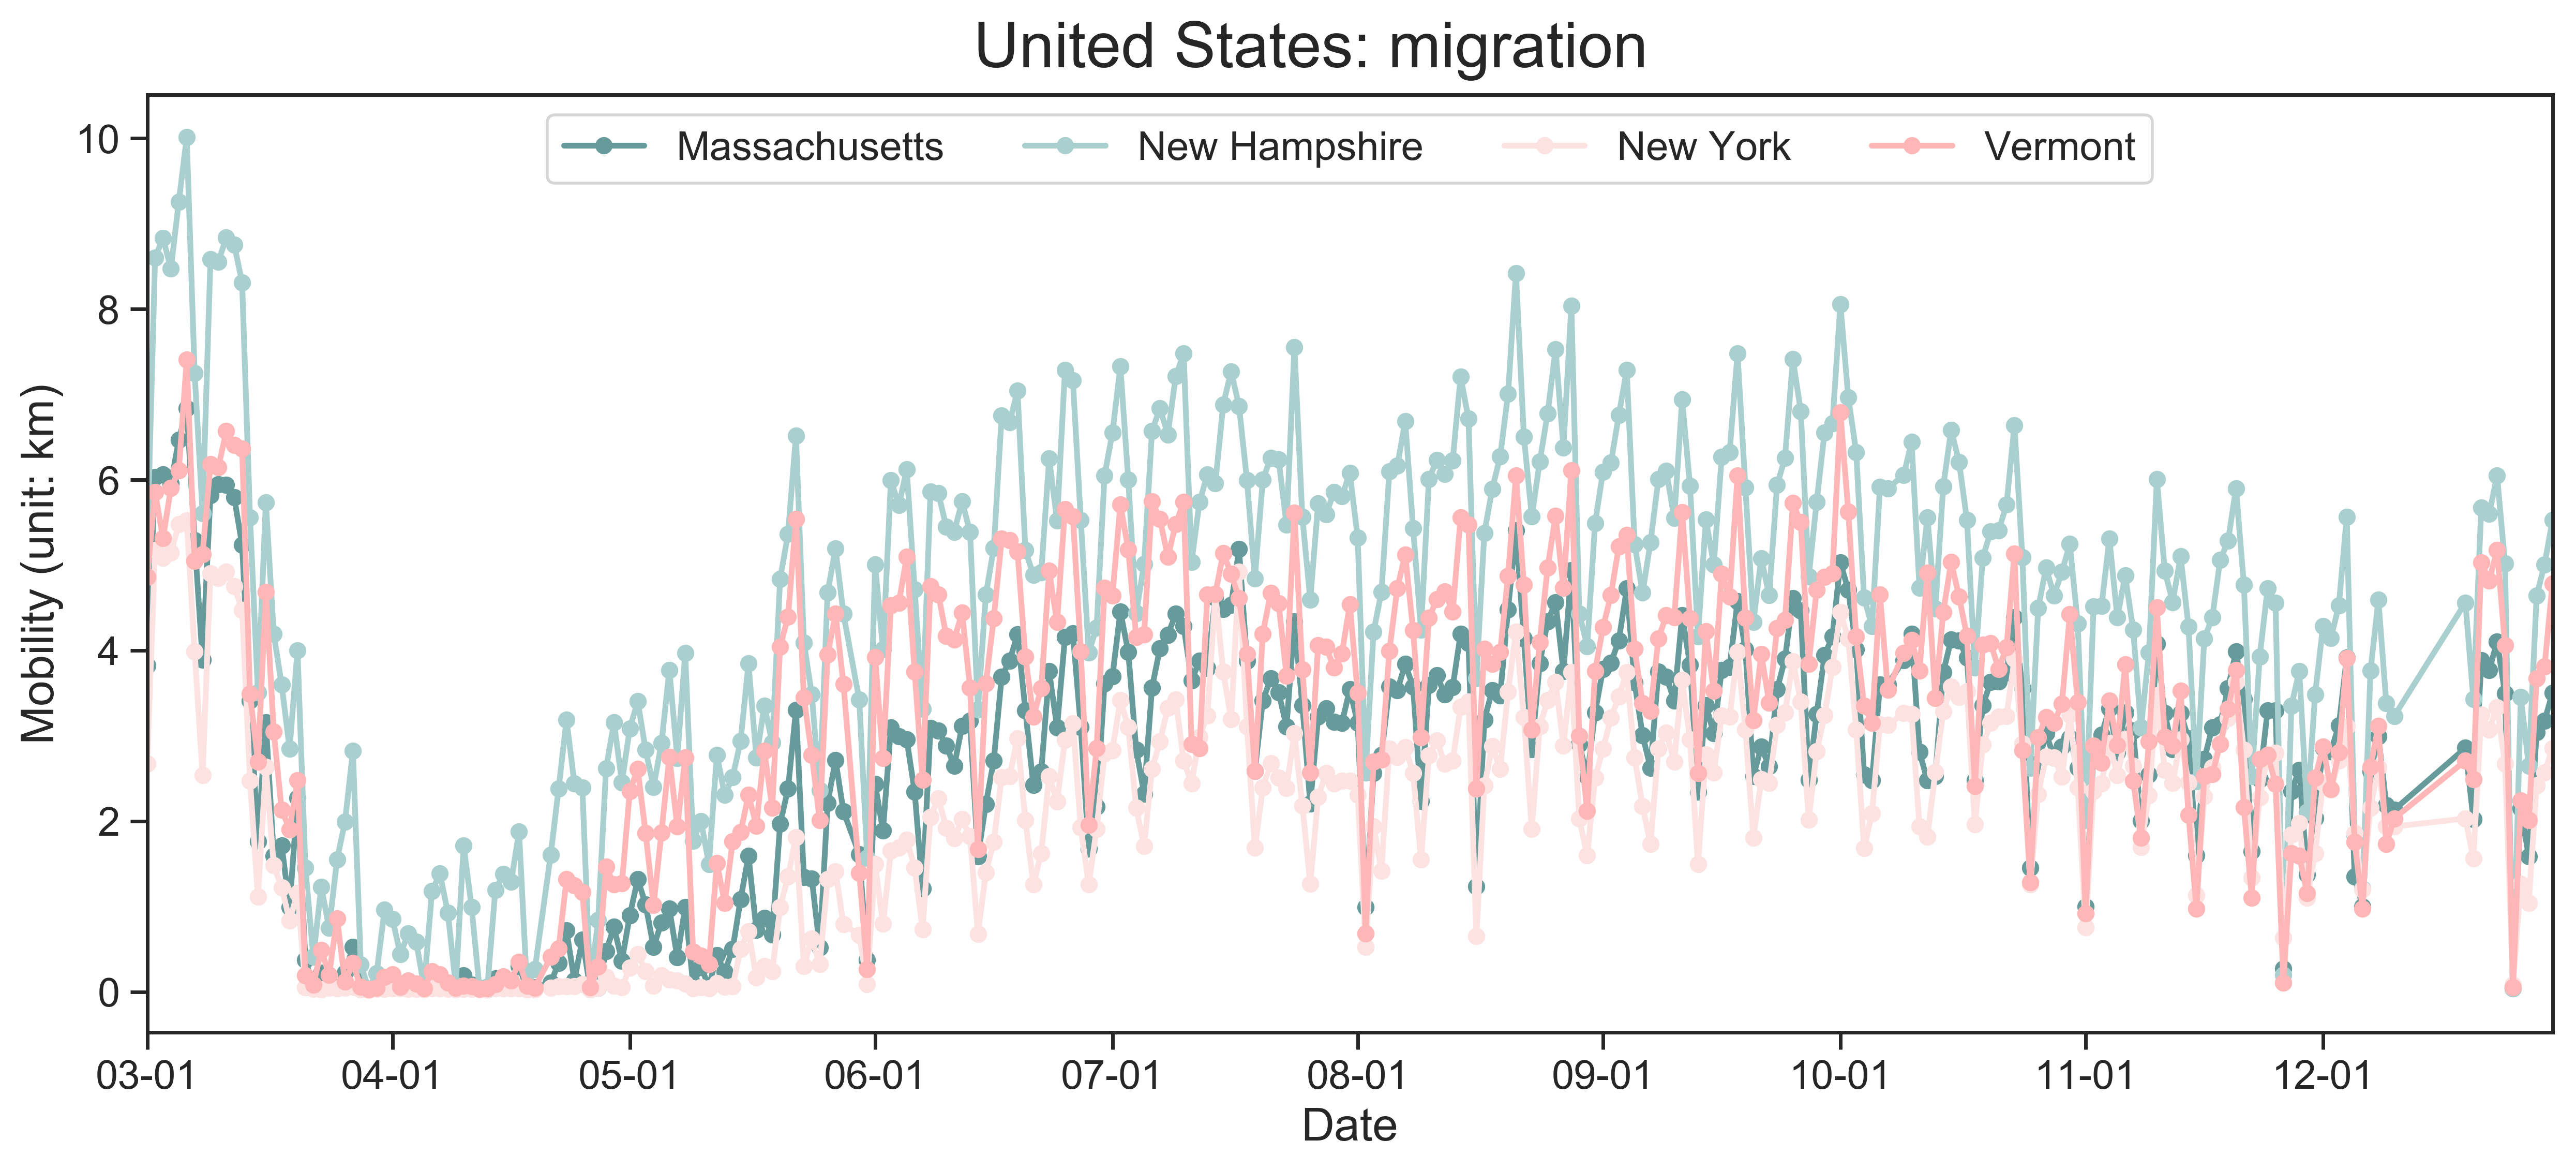 United States: migration
Massachusetts New Hampshire New York Vermont
Mobility (unit: km)
10
8
6
4
2
0
03-01 04-01 05-01 06-01 07-01 08-01 09-01 10-01 11-01 12-01
Date